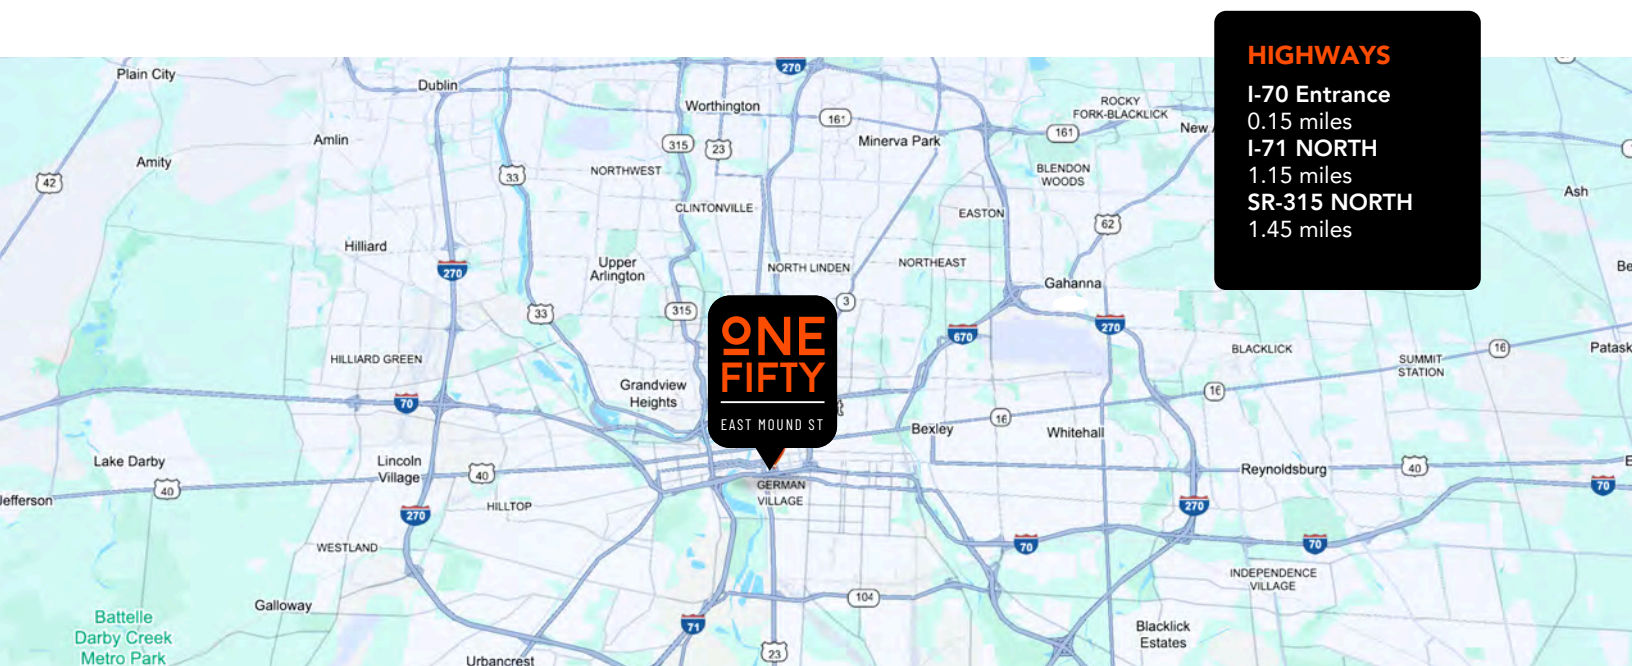 HIGHWAYS
I-70 Entrance
0.15 miles
I-71 NORTH
1.15 miles
SR-315 NORTH
1.45 miles
270
Plain City
Dublin
Worthington
161
ROCKY
FORK-BLACKLICK
161
New
Amlin
315
23
Minerva Park
Amity
42
33
NORTHWEST
BLENDON
WOODS
Ash
CLINTONVILLE
EASTON
62
Hilliard
270
Upper
Arlington
NORTH LINDEN
NORTHEAST
Gahanna
Be
33
315
3
670
270
ONE
FIFTY
EAST MOUND ST
HILLIARD GREEN
BLACKLICK
SUMMIT
STATION
16
Patask
Grandview
Heights
70
16
16
Bexley
Whitehall
Lake Darby
Lincoln
Village
40
40
Reynoldsburg
40
Jefferson
GERMAN
VILLAGE
70
270
HILLTOP
270
WESTLAND
70
70
INDEPENDENCE
VILLAGE
Galloway
104
Battelle
Darby Creek
Metro Park
71
23
Blacklick
Estates
Urbancrest